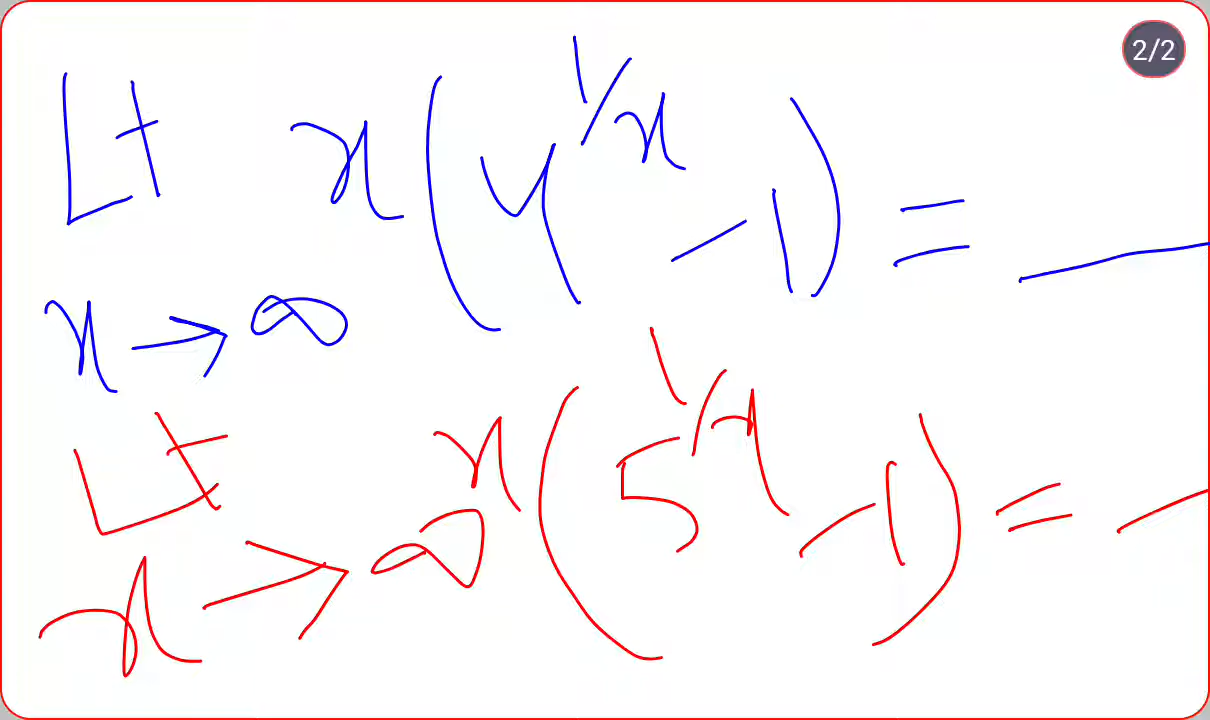 2/2
Lt x(4^{1/x} - 1) = ___
x → ∞
Lt x(5^{1/x} - 1) = ___
x → ∞